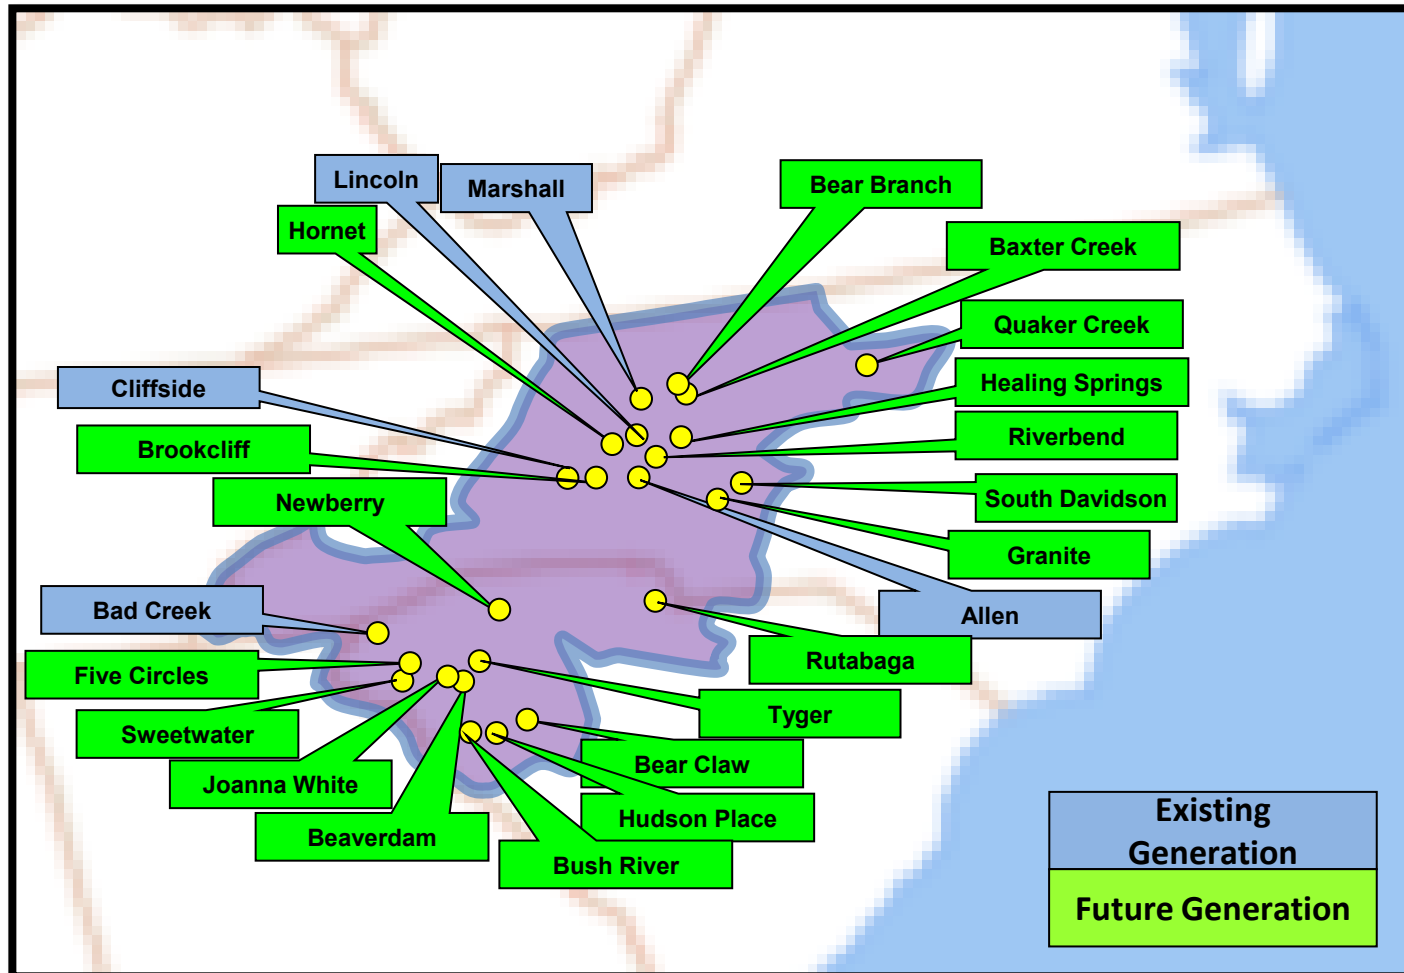 Lincoln
Marshall
Bear Branch
Hornet
Baxter Creek
Quaker Creek
Cliffside
Healing Springs
Brookcliff
Riverbend
Newberry
South Davidson
Granite
Bad Creek
Allen
Rutabaga
Five Circles
Tyger
Sweetwater
Bear Claw
Joanna White
Hudson Place
Beaverdam
Bush River
Existing
Generation
Future Generation